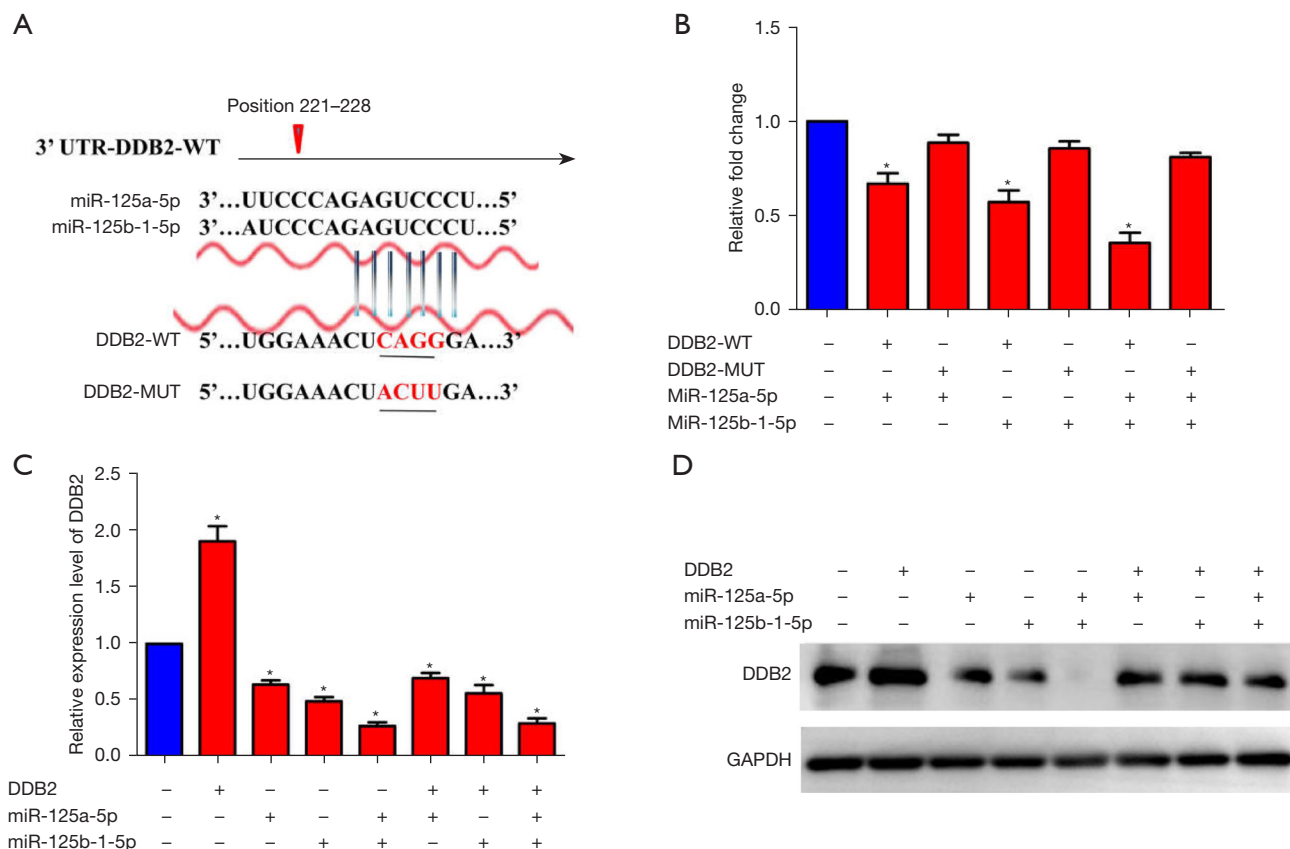 A
Position 221–228
3’ UTR-DDB2-WT
miR-125a-5p 3’...UUCCCAGAGUCCCU...5’
miR-125b-1-5p 3’...AUCCCAGAGUCCCU...5’
DDB2-WT 5’...UGGAAACUCAGGGA...3’
DDB2-MUT 5’...UGGAAACUACUUGA...3’
B
Relative fold change
1.5
1.0
0.5
0.0
* * *
DDB2-WT – + – + – + –
DDB2-MUT – – + – + – +
MiR-125a-5p – + + – – + +
MiR-125b-1-5p – – – + + + +
C
Relative expression level of DDB2
2.5
2.0
1.5
1.0
0.5
0.0
* * * * * * *
DDB2 – + – – – + + +
miR-125a-5p – – + – + + – +
miR-125b-1-5p – – – + + – + +
D
DDB2 – + – – – + + +
miR-125a-5p – – + – + + – +
miR-125b-1-5p – – – + + – + +
DDB2
GAPDH